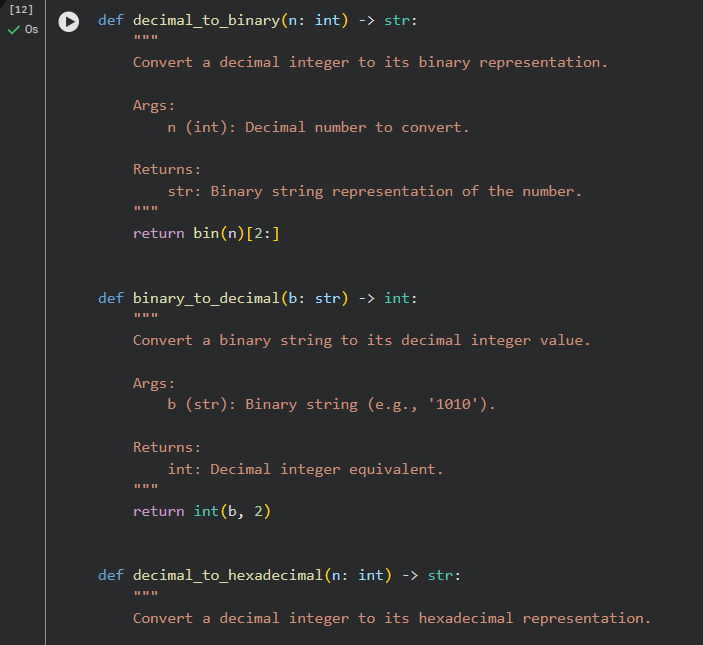 [12]
0s
def decimal_to_binary(n: int) -> str:
"""
Convert a decimal integer to its binary representation.
Args:
n (int): Decimal number to convert.
Returns:
str: Binary string representation of the number.
"""
return bin(n)[2:]
def binary_to_decimal(b: str) -> int:
"""
Convert a binary string to its decimal integer value.
Args:
b (str): Binary string (e.g., '1010').
Returns:
int: Decimal integer equivalent.
"""
return int(b, 2)
def decimal_to_hexadecimal(n: int) -> str:
"""
Convert a decimal integer to its hexadecimal representation.